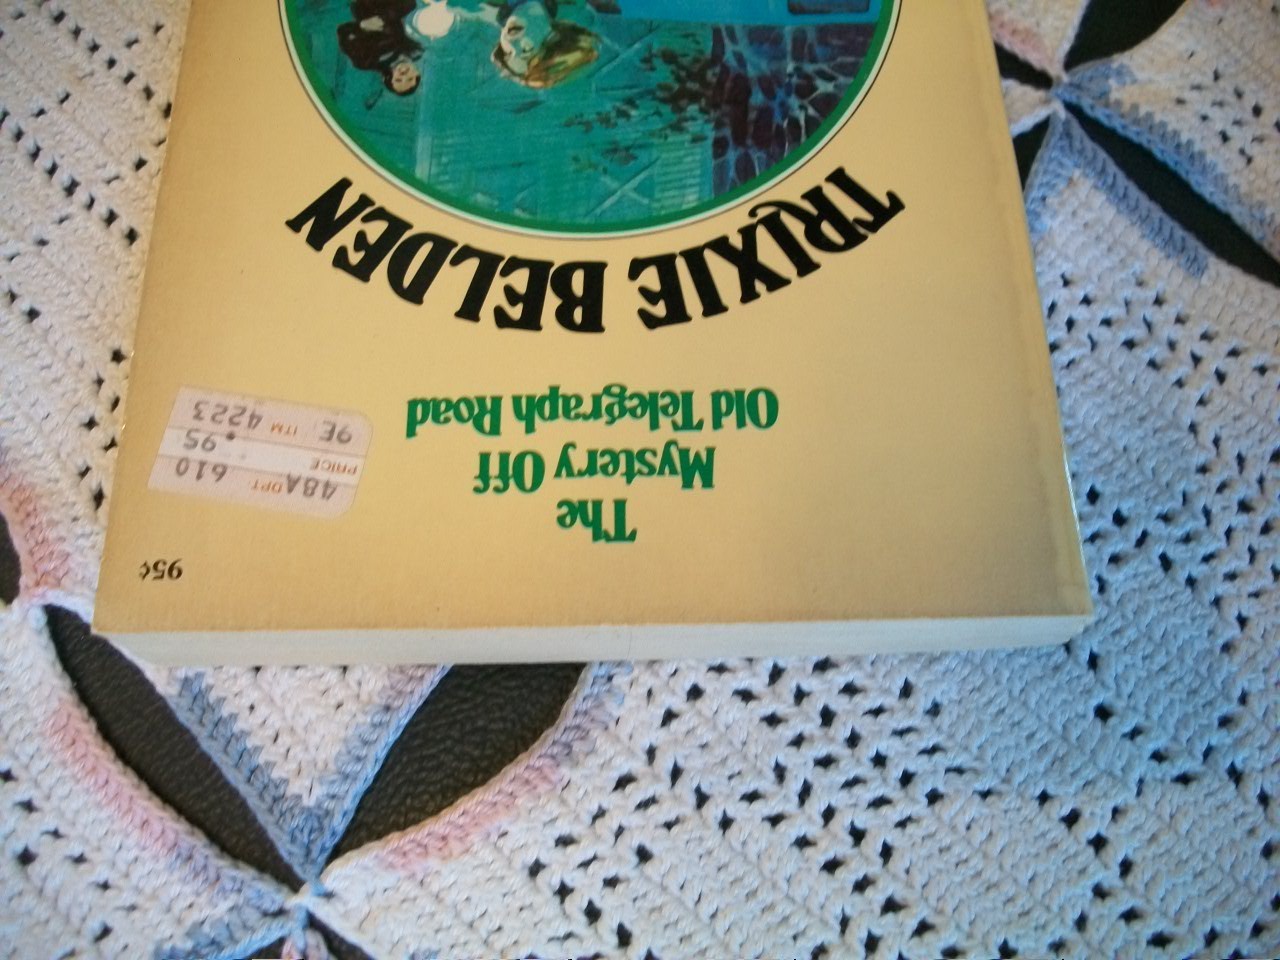 95¢
48A DPT 610
PRICE .95
9E ITM 4223
The
Mystery Off
Old Telegraph Road
TRIXIE BELDEN